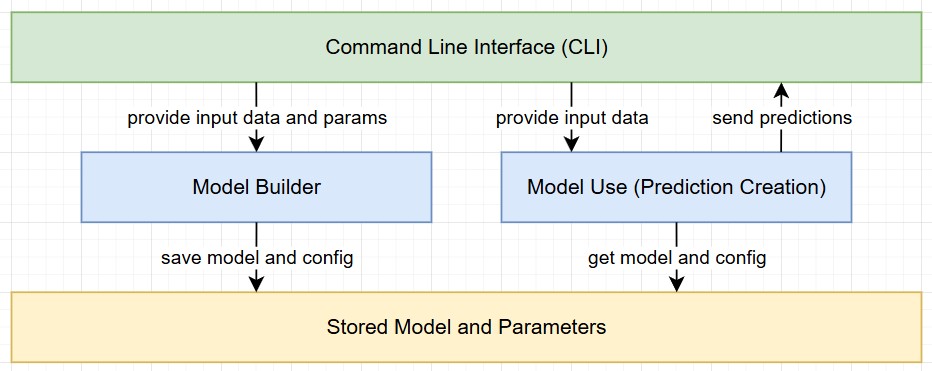 Command Line Interface (CLI)
provide input data and params
provide input data
send predictions
Model Builder
Model Use (Prediction Creation)
save model and config
get model and config
Stored Model and Parameters